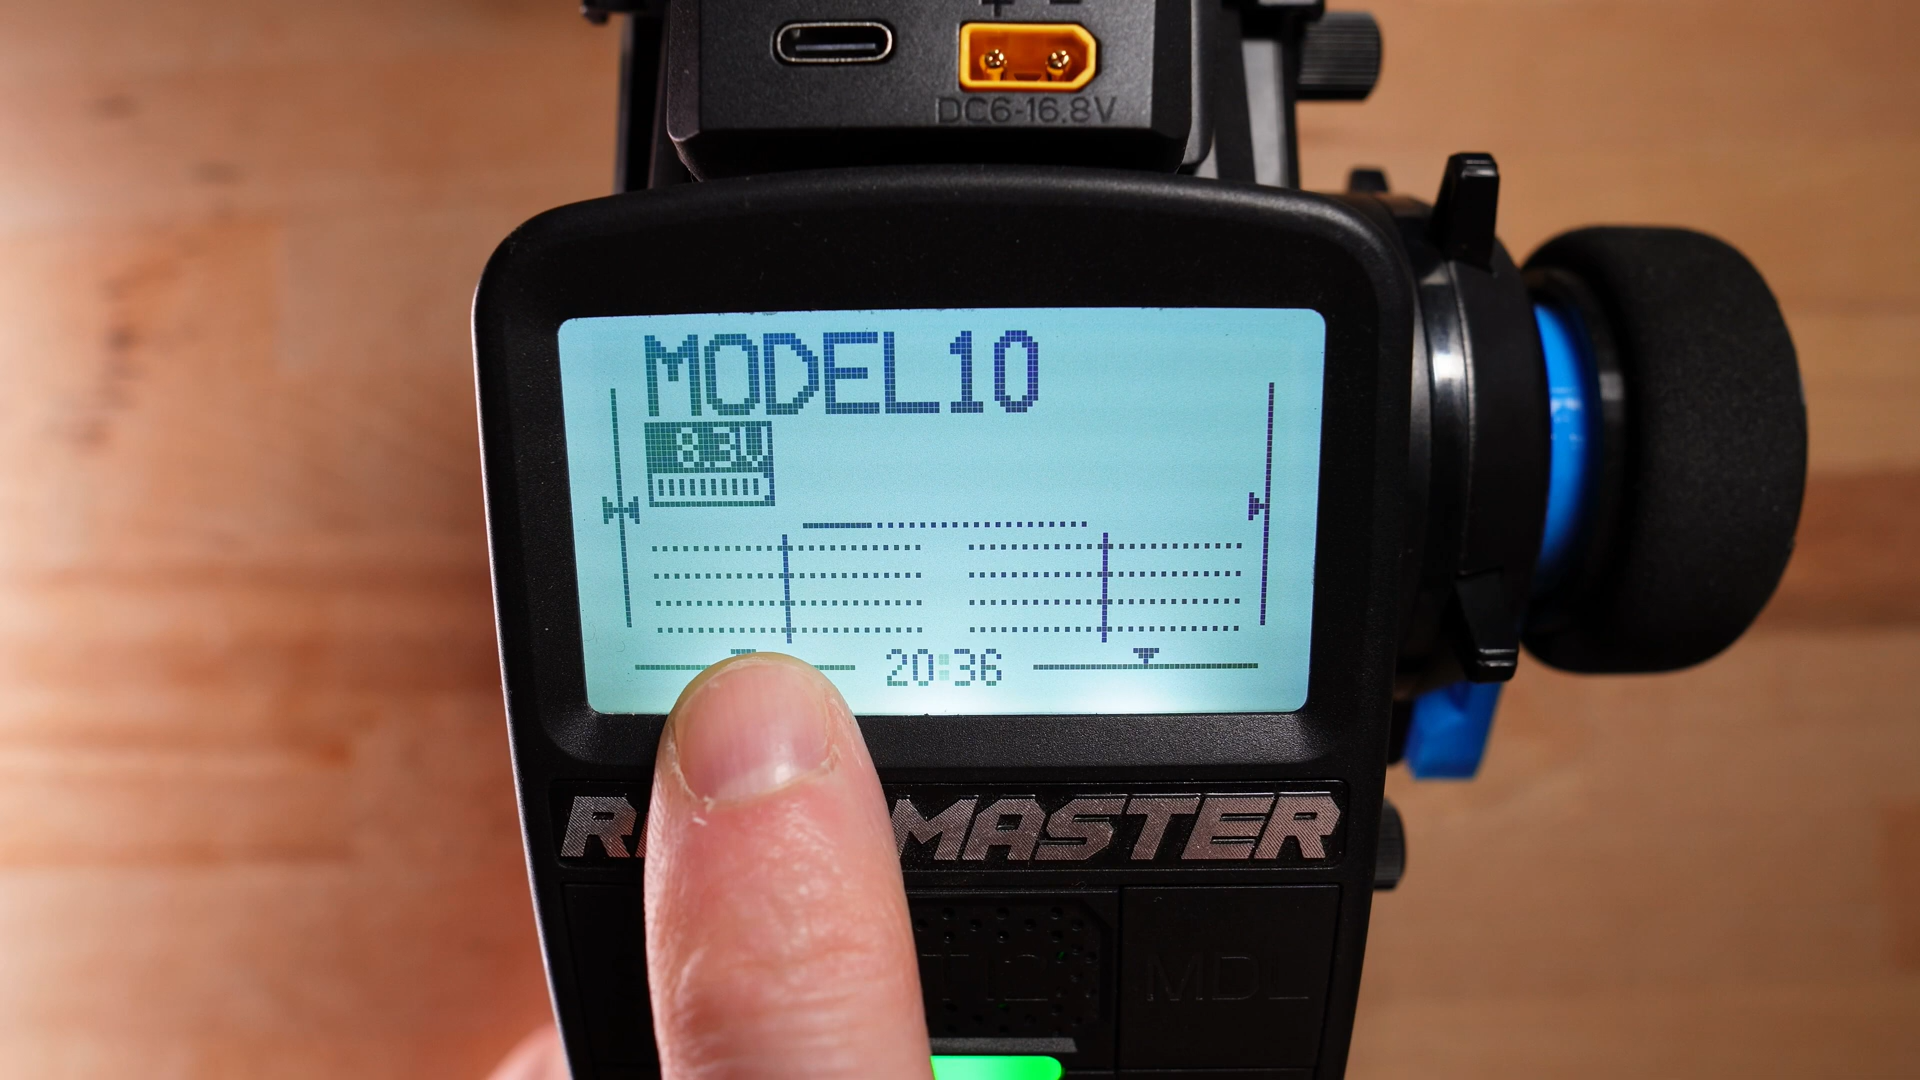 + -
DC6-16.8V
MODEL10
8.3V
20:36
R MASTER
MDL